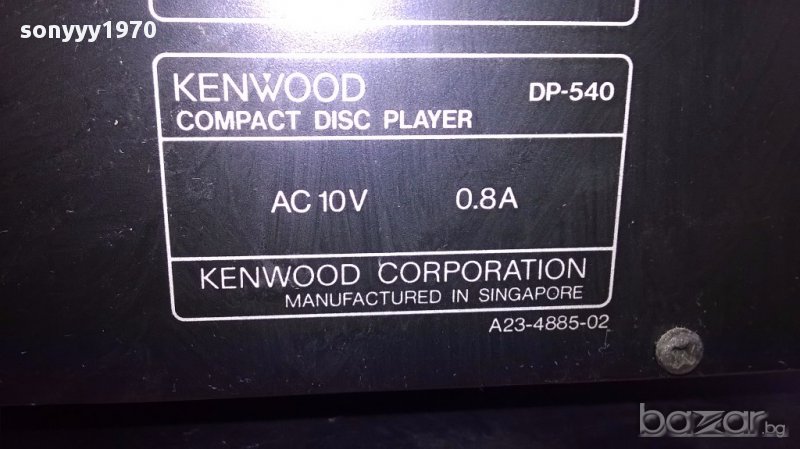 sonyyy1970
KENWOOD DP-540
COMPACT DISC PLAYER
AC 10V 0.8A
KENWOOD CORPORATION
MANUFACTURED IN SINGAPORE
A23-4885-02
bazar.bg